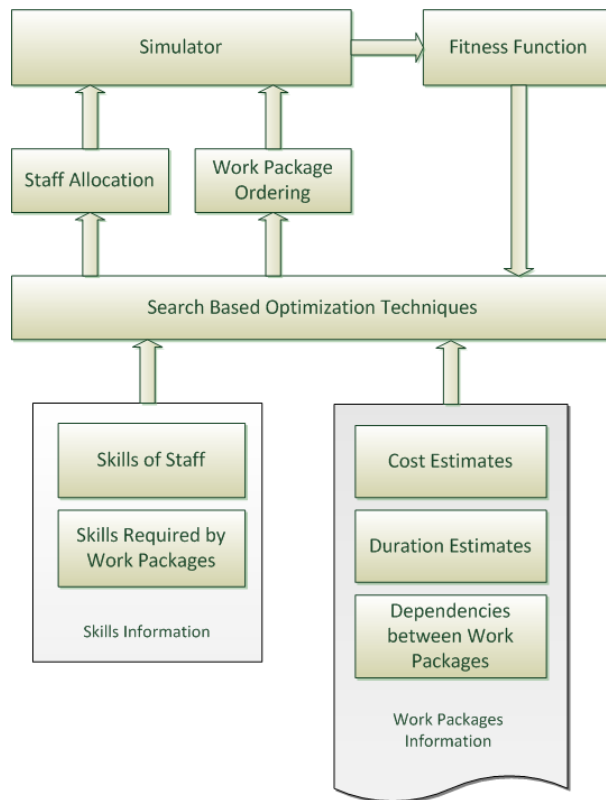 Simulator
Fitness Function
Staff Allocation
Work Package
Ordering
Search Based Optimization Techniques
Skills of Staff
Skills Required by
Work Packages
Skills Information
Cost Estimates
Duration Estimates
Dependencies
between Work
Packages
Work Packages
Information